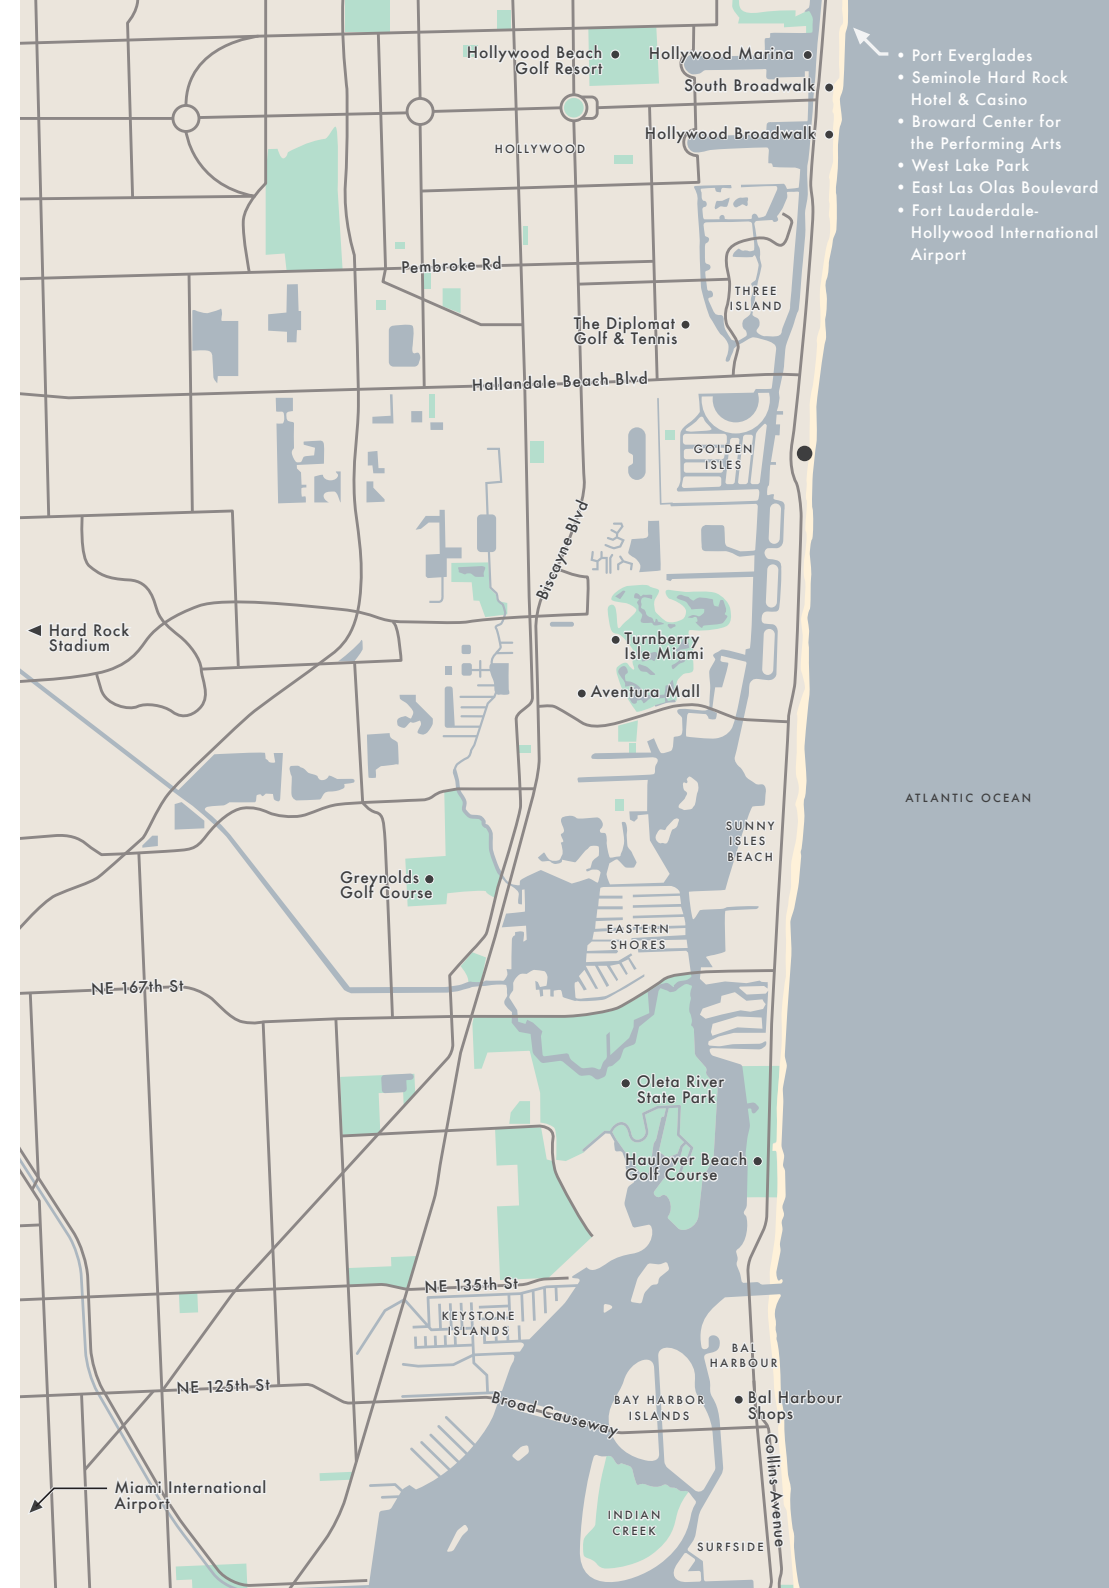 Hollywood Beach
Golf Resort
Hollywood Marina
South Broadwalk
HOLLYWOOD
Hollywood Broadwalk
• Port Everglades
• Seminole Hard Rock
Hotel & Casino
• Broward Center for
the Performing Arts
• West Lake Park
• East Las Olas Boulevard
• Fort Lauderdale-
Hollywood International
Airport
Pembroke Rd
THREE
ISLAND
The Diplomat
Golf & Tennis
Hallandale Beach Blvd
GOLDEN
ISLES
Biscayne Blvd
Hard Rock
Stadium
Turnberry
Isle Miami
Aventura Mall
ATLANTIC OCEAN
SUNNY
ISLES
BEACH
Greynolds
Golf Course
EASTERN
SHORES
NE 167th St
Oleta River
State Park
Haulover Beach
Golf Course
NE 135th St
KEYSTONE
ISLANDS
BAL
HARBOUR
NE 125th St
Broad Causeway
BAY HARBOR
ISLANDS
Bal Harbour
Shops
Collins Avenue
Miami International
Airport
INDIAN
CREEK
SURFSIDE